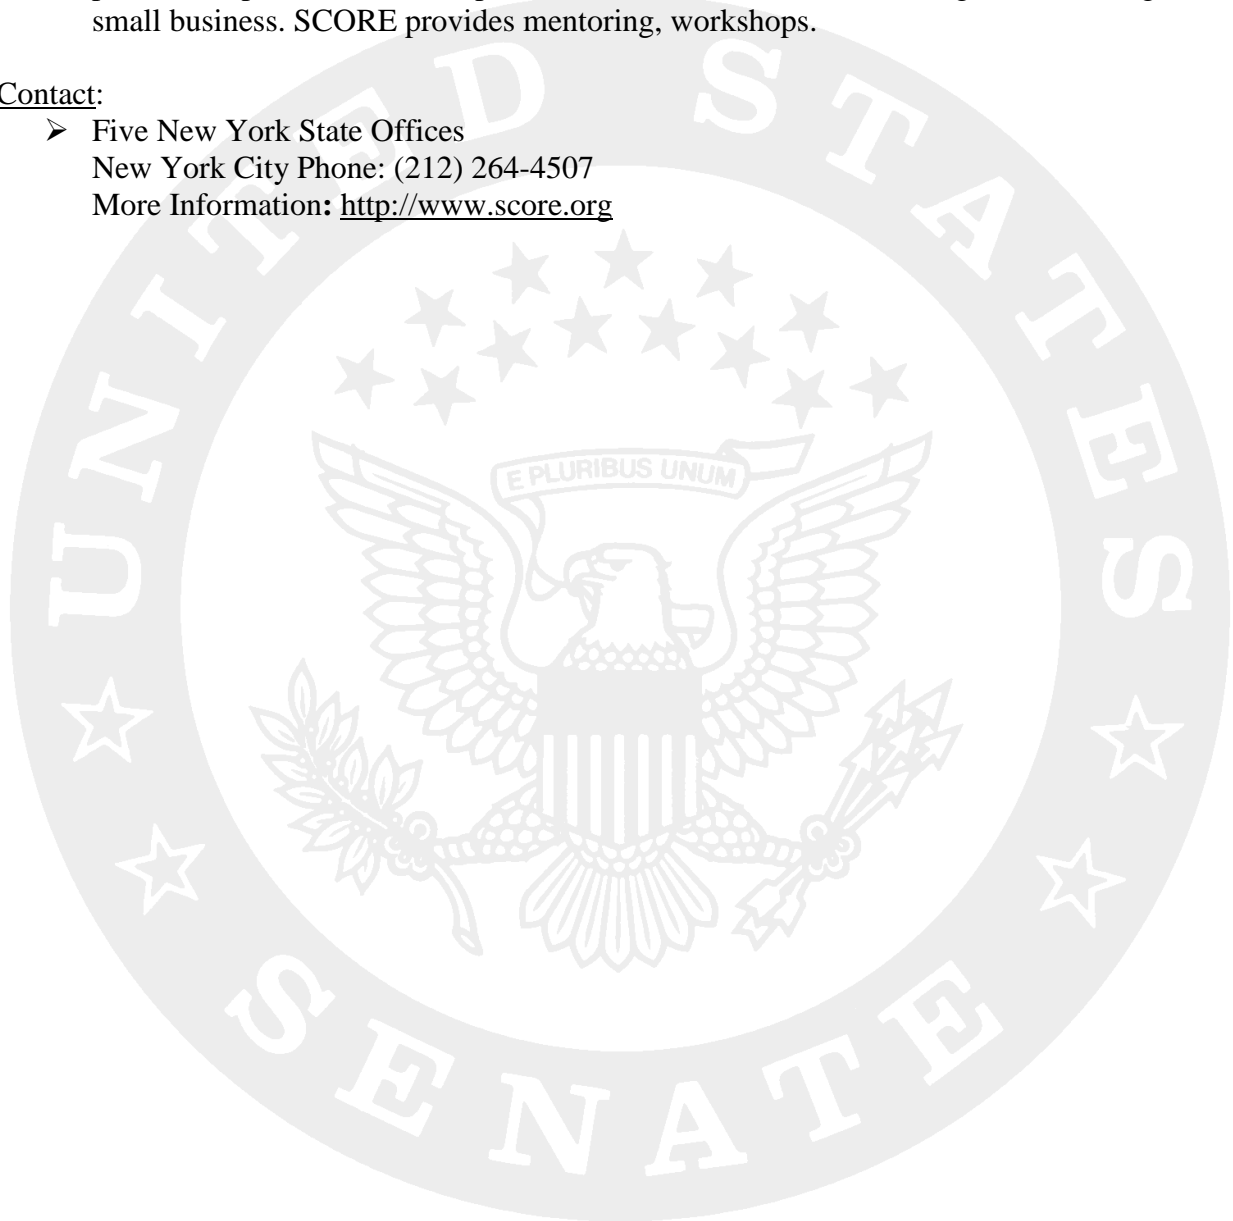 small business. SCORE provides mentoring, workshops.
Contact:
➢ Five New York State Offices
New York City Phone: (212) 264-4507
More Information: http://www.score.org
UNITED STATES
E PLURIBUS UNUM
SENATE